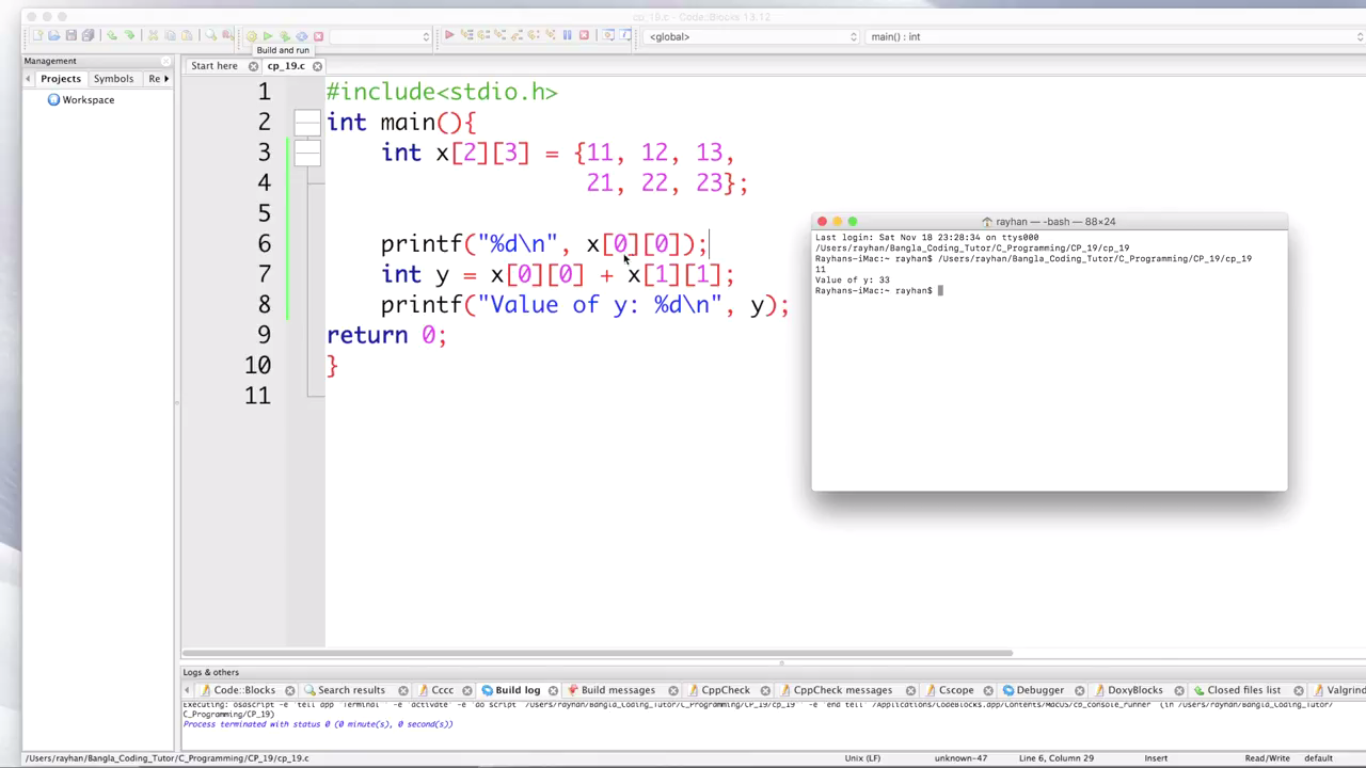 cp_19.c - Code::Blocks 13.12
<global>
main() : int
Build and run
Management
Projects Symbols Re
Workspace
Start here cp_19.c
1 #include<stdio.h>
2 int main(){
3 int x[2][3] = {11, 12, 13,
4 21, 22, 23};
5
6 printf("%d\n", x[0][0]);
7 int y = x[0][0] + x[1][1];
8 printf("Value of y: %d\n", y);
9 return 0;
10 }
11
rayhan — -bash — 88×24
Last login: Sat Nov 18 23:28:34 on ttys000
/Users/rayhan/Bangla_Coding_Tutor/C_Programming/CP_19/cp_19
Rayhans-iMac:~ rayhan$ /Users/rayhan/Bangla_Coding_Tutor/C_Programming/CP_19/cp_19
11
Value of y: 33
Rayhans-iMac:~ rayhan$
Logs & others
Code::Blocks Search results Cccc Build log Build messages CppCheck CppCheck messages Cscope Debugger DoxyBlocks Closed files list Valgrind
Executing: osascript -e 'tell app "Terminal"' -e 'activate' -e 'do script "/Users/rayhan/Bangla_Coding_Tutor/C_Programming/CP_19/cp_19"' -e 'end tell' /Applications/CodeBlocks.app/Contents/MacOS/cb_console_runner (in /Users/rayhan/Bangla_Coding_Tutor/
C_Programming/CP_19)
Process terminated with status 0 (0 minute(s), 0 second(s))
/Users/rayhan/Bangla_Coding_Tutor/C_Programming/CP_19/cp_19.c Unix (LF) unknown-47 Line 6, Column 29 Insert Read/Write default